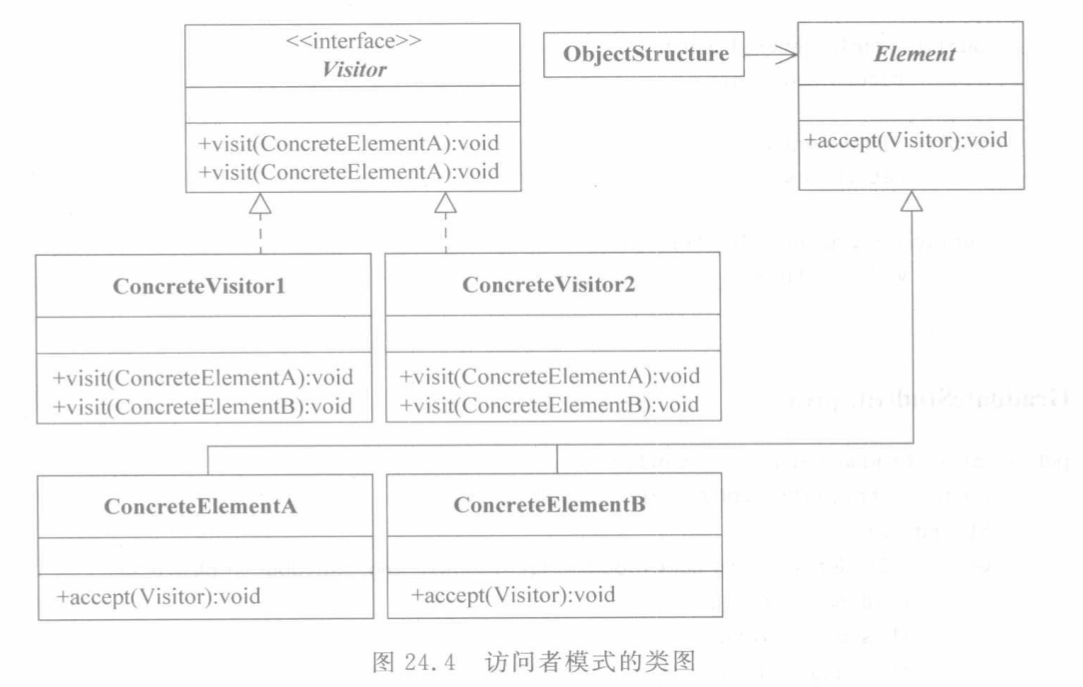 <<interface>>
Visitor
+visit(ConcreteElementA):void
+visit(ConcreteElementA):void
ObjectStructure
Element
+accept(Visitor):void
ConcreteVisitor1
+visit(ConcreteElementA):void
+visit(ConcreteElementB):void
ConcreteVisitor2
+visit(ConcreteElementA):void
+visit(ConcreteElementB):void
ConcreteElementA
+accept(Visitor):void
ConcreteElementB
+accept(Visitor):void
图 24.4 访问者模式的类图